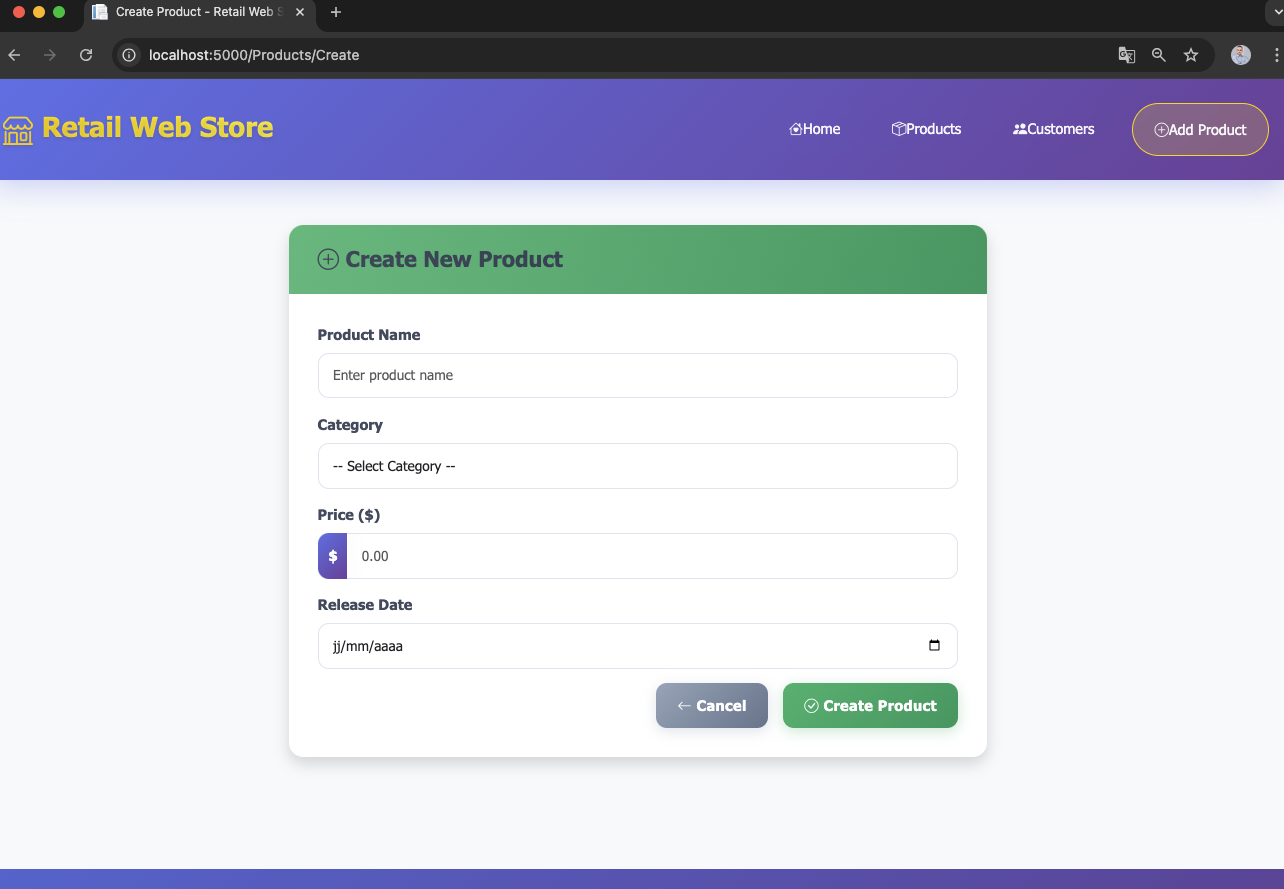 Create Product - Retail Web S
localhost:5000/Products/Create
Retail Web Store
Home
Products
Customers
Add Product
Create New Product
Product Name
Enter product name
Category
-- Select Category --
Price ($)
$
0.00
Release Date
jj/mm/aaaa
Cancel
Create Product